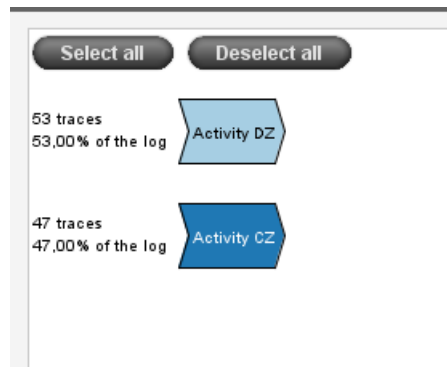 Select all Deselect all
53 traces
53,00% of the log
Activity DZ
47 traces
47,00% of the log
Activity CZ